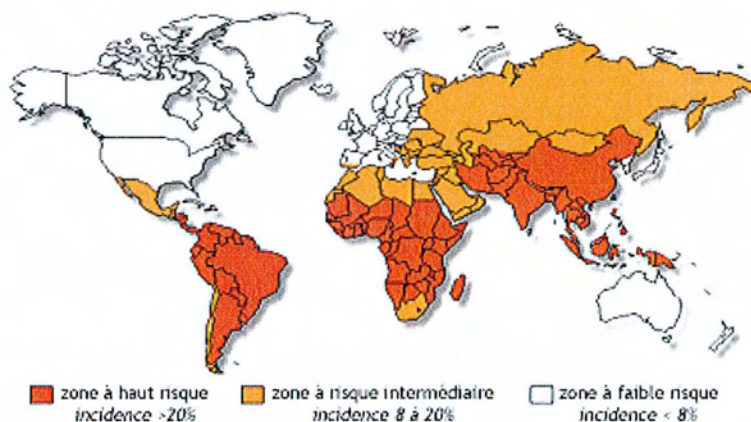 zone à haut risque
incidence >20%
zone à risque intermédiaire
incidence 8 à 20%
zone à faible risque
incidence < 8%